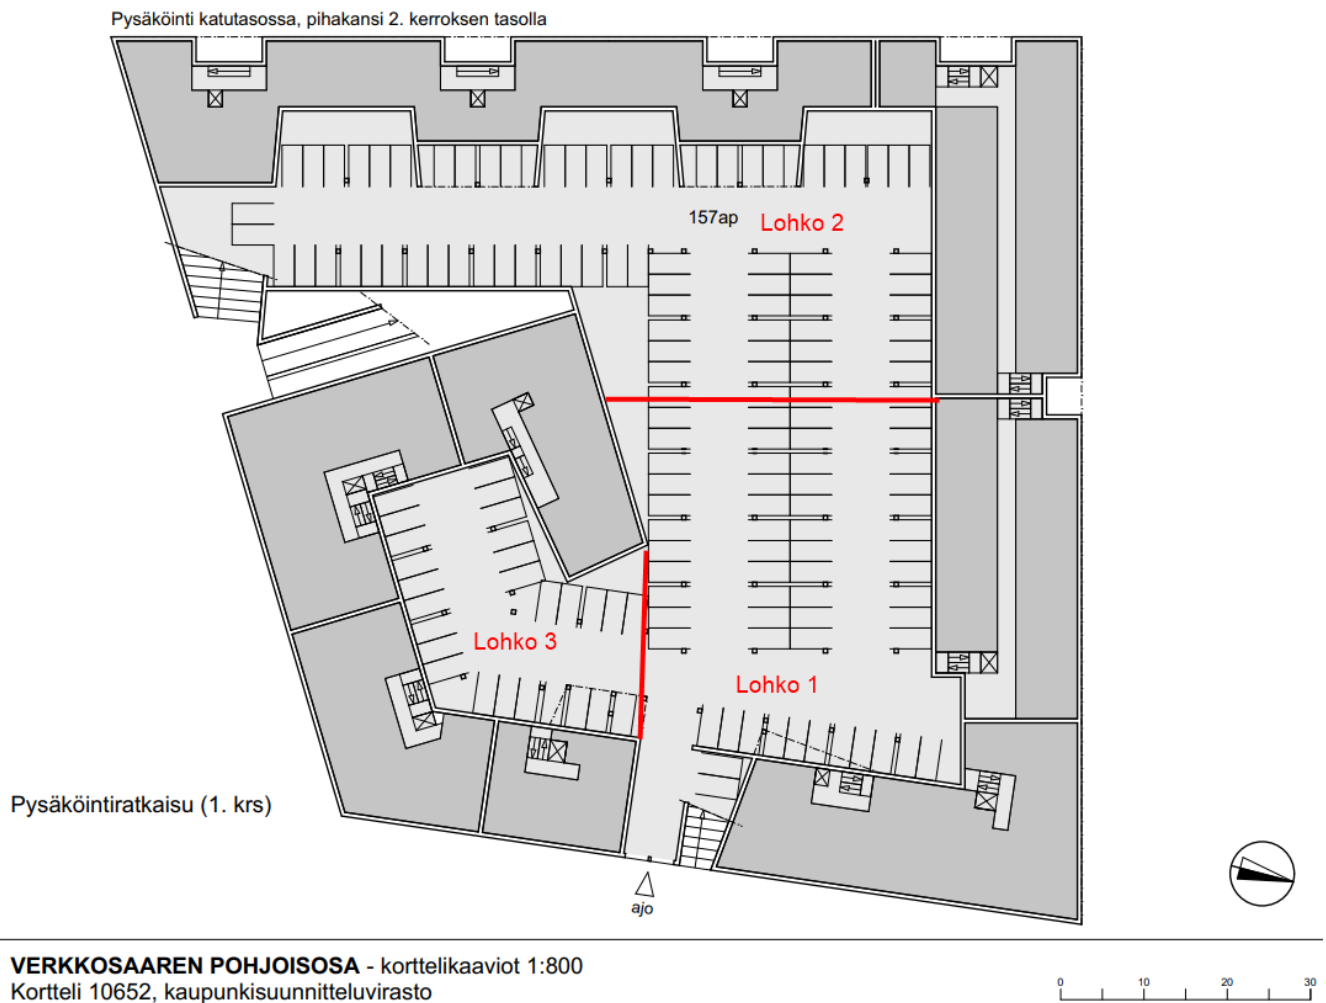 Pysäköinti katutasossa, pihakansi 2. kerroksen tasolla
157ap
Lohko 2
Lohko 3
Lohko 1
Pysäköintiratkaisu (1. krs)
ajo
VERKKOSAAREN POHJOISOSA - korttelikaaviot 1:800
Kortteli 10652, kaupunkisuunnitteluvirasto
0 10 20 30